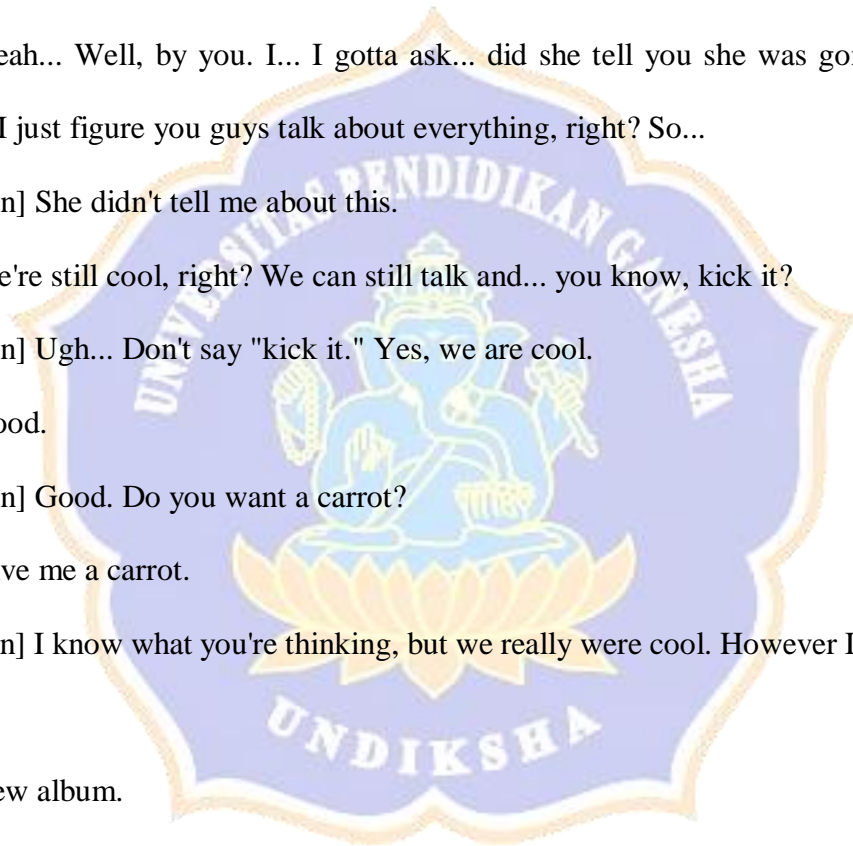 eah... Well, by you. I... I gotta ask... did she tell you she was goi
I just figure you guys talk about everything, right? So...
n] She didn't tell me about this.
e're still cool, right? We can still talk and... you know, kick it?
n] Ugh... Don't say "kick it." Yes, we are cool.
ood.
n] Good. Do you want a carrot?
ve me a carrot.
n] I know what you're thinking, but we really were cool. However I
ew album.
UNIVERSITAS PENDIDIKAN GANESHA
UNDIKSHA